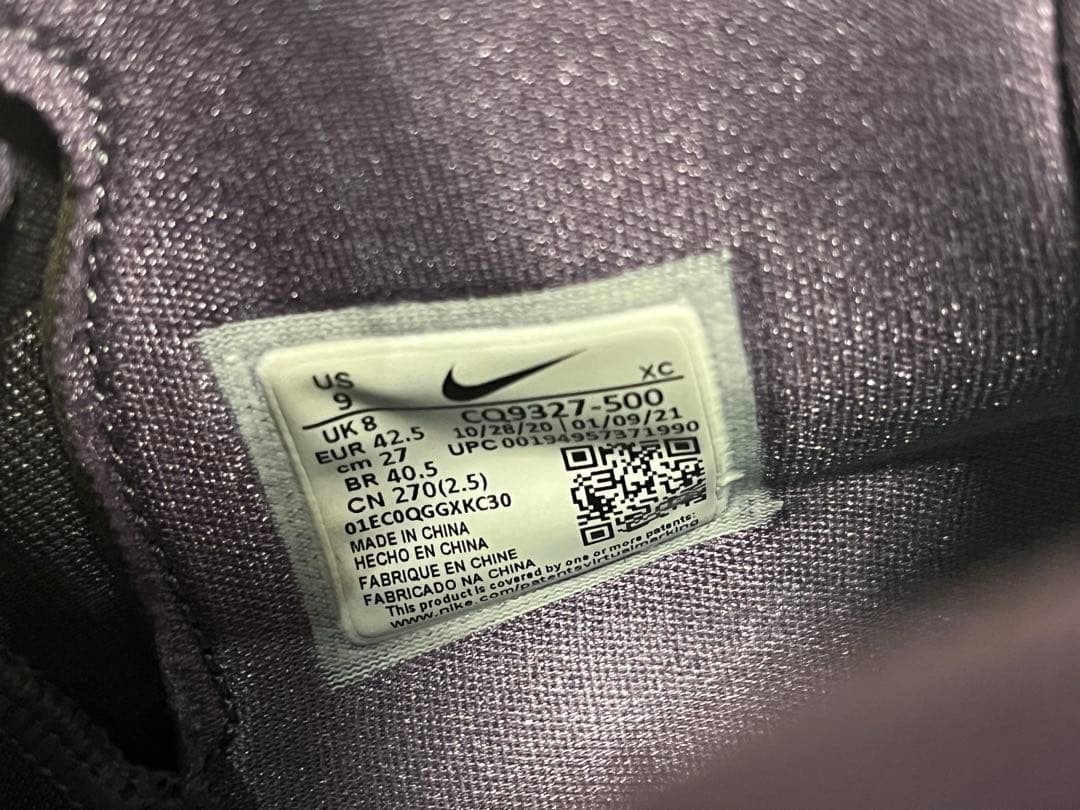 US
9
XC
UK 8
CQ9327-500
EUR 42.5
10/28/20 01/09/21
cm 27
UPC 00194957371990
BR 40.5
CN 270(2.5)
01EC0QGGXKC30
MADE IN CHINA
HECHO EN CHINA
FABRIQUE EN CHINE
FABRICADO NA CHINA
This product is covered by one or more patents:
www.nike.com/patentsvirtualmarking